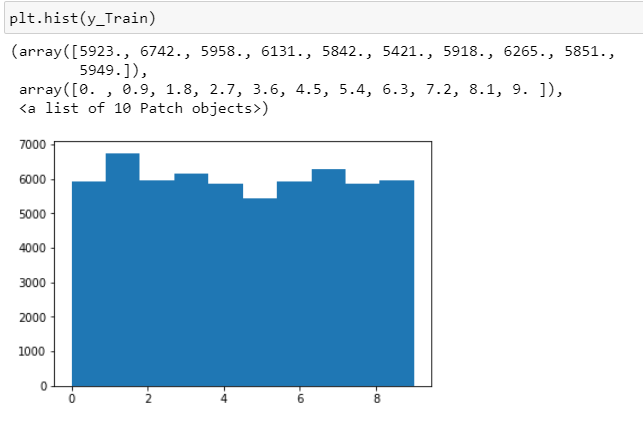 plt.hist(y_Train)
(array([5923., 6742., 5958., 6131., 5842., 5421., 5918., 6265., 5851.,
5949.]),
array([0. , 0.9, 1.8, 2.7, 3.6, 4.5, 5.4, 6.3, 7.2, 8.1, 9. ]),
<a list of 10 Patch objects>)
7000
6000
5000
4000
3000
2000
1000
0
0 2 4 6 8